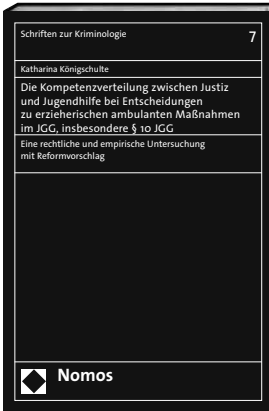 Schriften zur Kriminologie 7
Katharina Königschulte
Die Kompetenzverteilung zwischen Justiz
und Jugendhilfe bei Entscheidungen
zu erzieherischen ambulanten Maßnahmen
im JGG, insbesondere § 10 JGG
Eine rechtliche und empirische Untersuchung
mit Reformvorschlag
Nomos